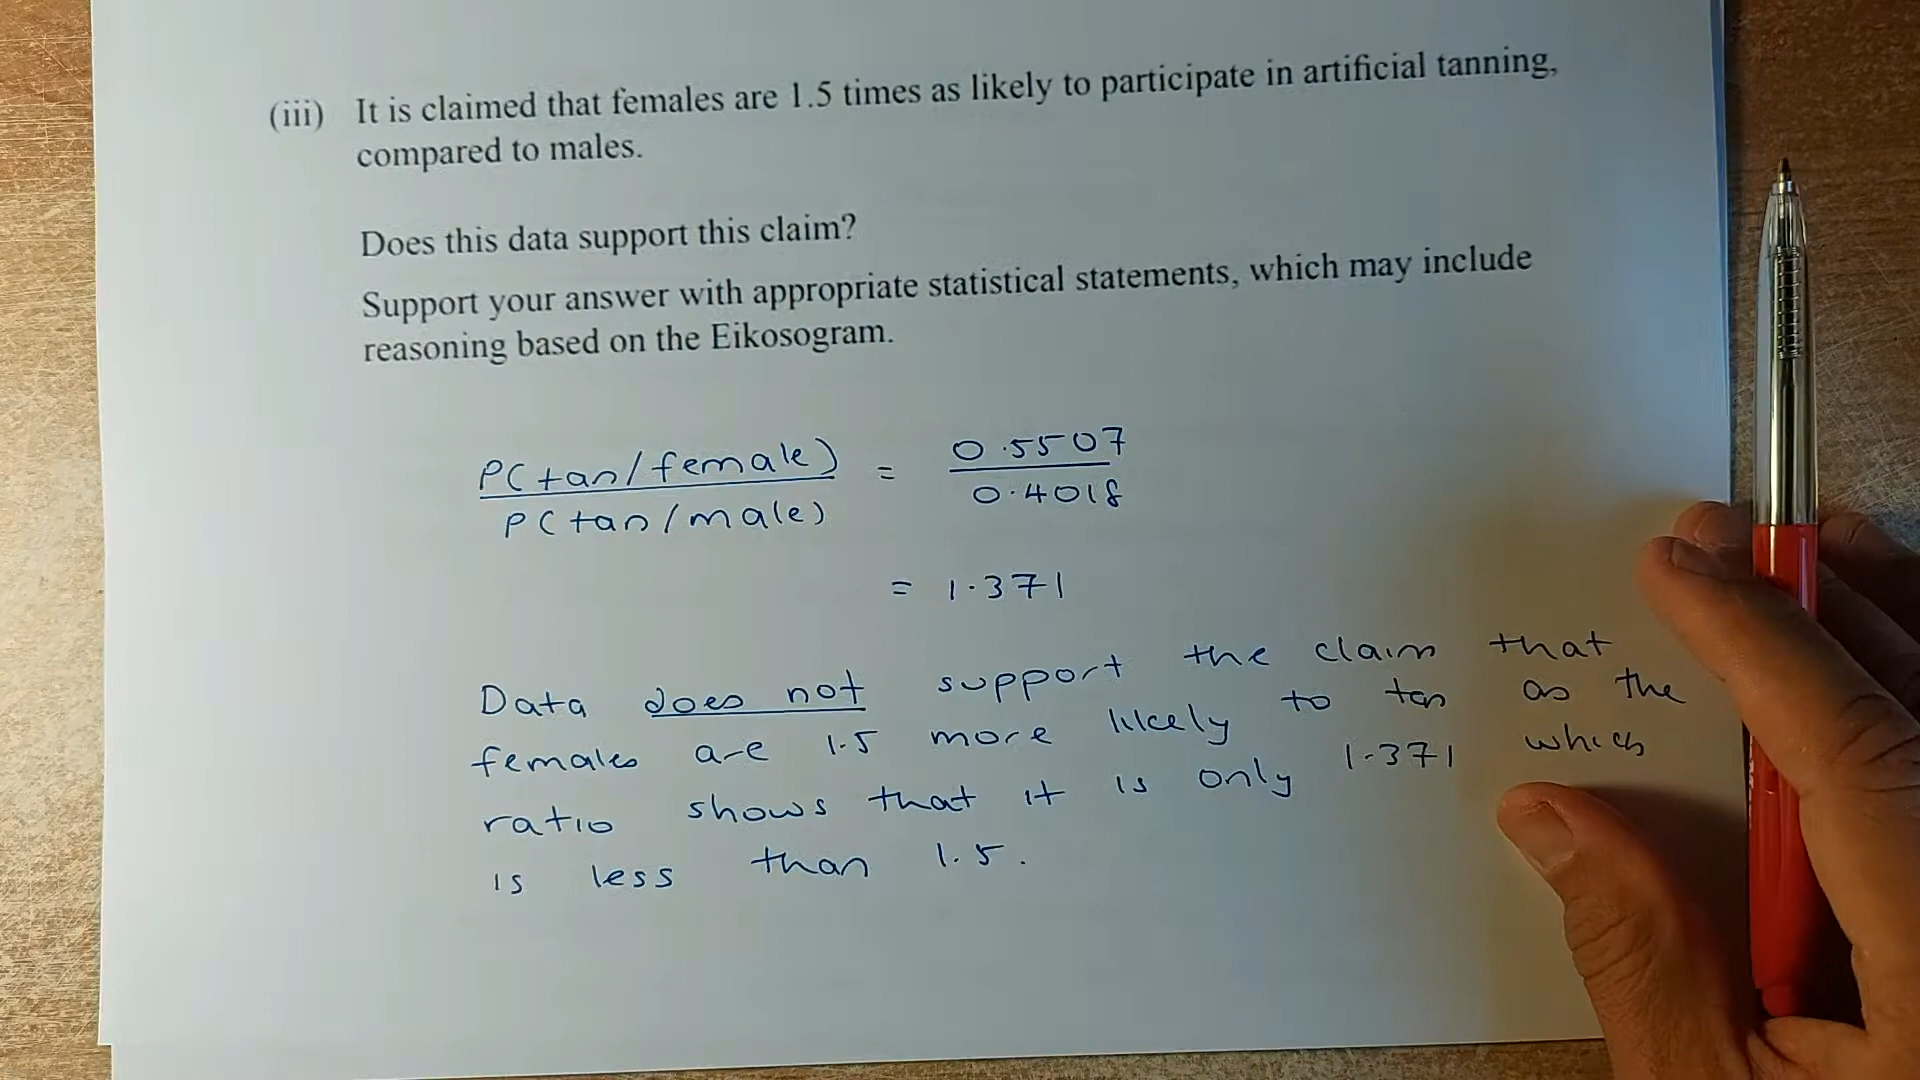 (iii) It is claimed that females are 1.5 times as likely to participate in artificial tanning,
compared to males.
Does this data support this claim?
Support your answer with appropriate statistical statements, which may include
reasoning based on the Eikosogram.
P(tan/female) = 0.5507
P(tan/male) 0.4018
= 1.371
Data does not support the claim that
females are 1.5 more likely to tan as the
ratio shows that it is only 1.371 which
is less than 1.5.